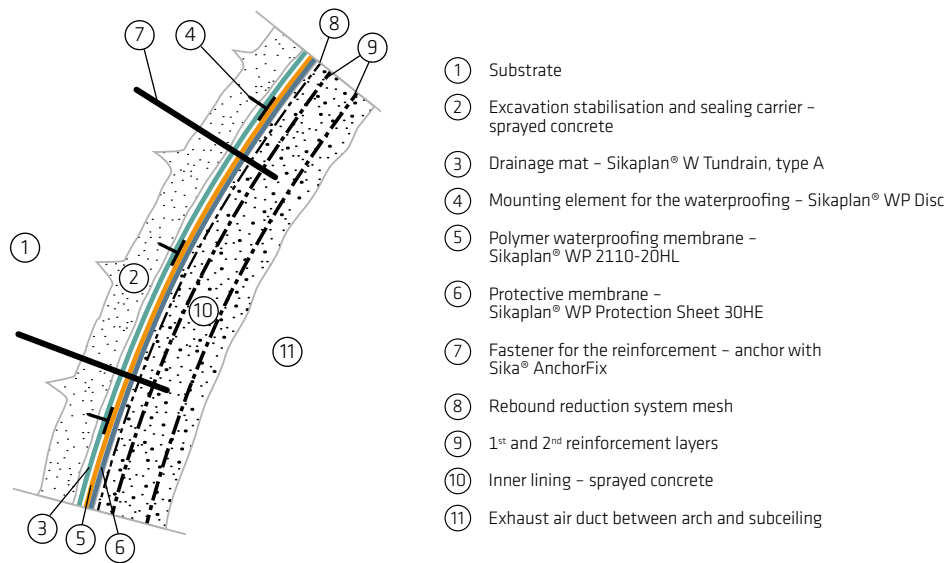 7
4
8
9
1
2
10
11
3
5
6
1 Substrate
2 Excavation stabilisation and sealing carrier –
sprayed concrete
3 Drainage mat – Sikaplan® W Tundrain, type A
4 Mounting element for the waterproofing – Sikaplan® WP Disc
5 Polymer waterproofing membrane –
Sikaplan® WP 2110-20HL
6 Protective membrane –
Sikaplan® WP Protection Sheet 30HE
7 Fastener for the reinforcement – anchor with
Sika® AnchorFix
8 Rebound reduction system mesh
9 1st and 2nd reinforcement layers
10 Inner lining – sprayed concrete
11 Exhaust air duct between arch and subceiling